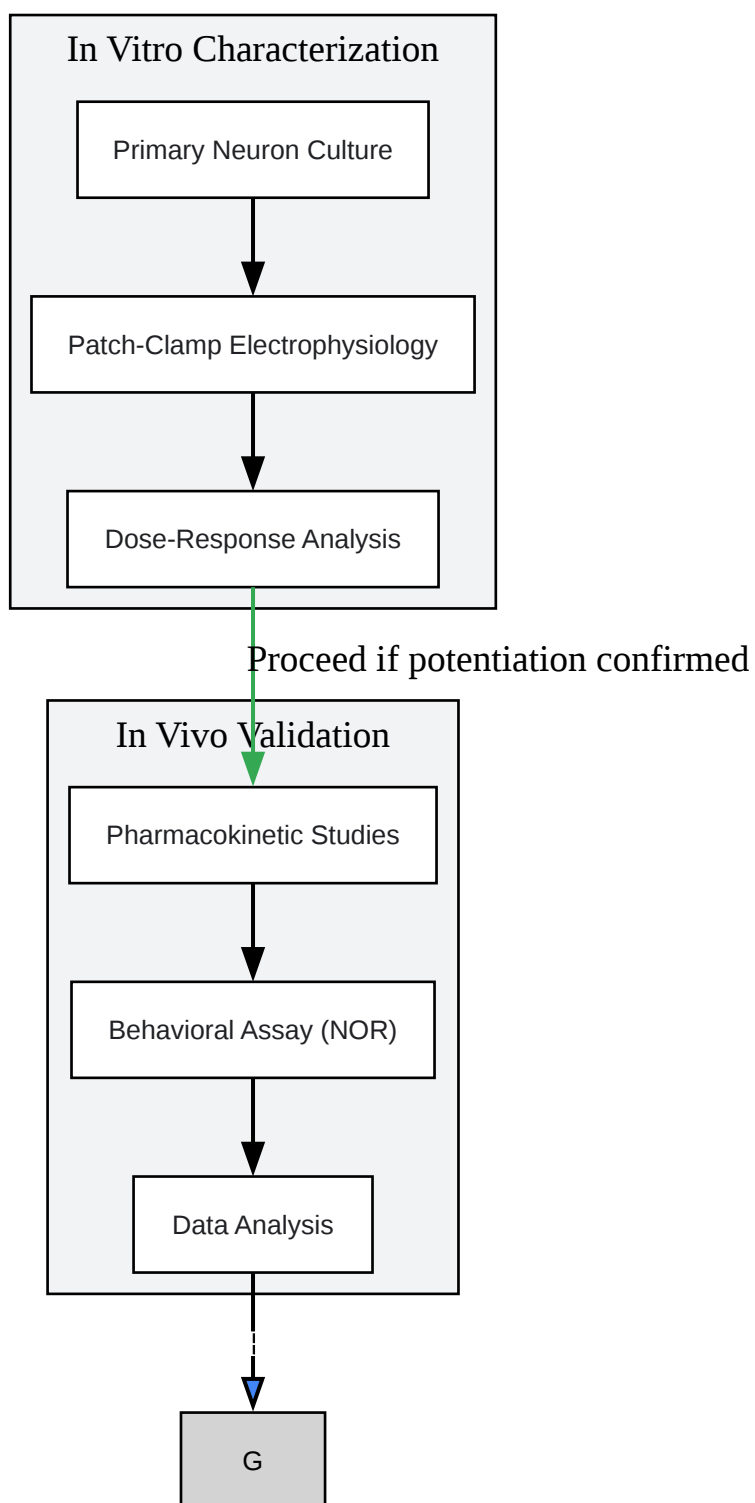 In Vitro Characterization
Primary Neuron Culture
Patch-Clamp Electrophysiology
Dose-Response Analysis
Proceed if potentiation confirmed
In Vivo Validation
Pharmacokinetic Studies
Behavioral Assay (NOR)
Data Analysis
G